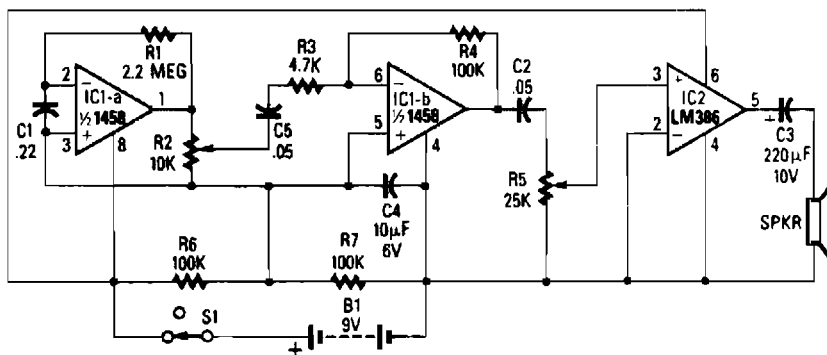 R1
2.2 MEG
2
1
IC1-a
½ 1458
C1
.22
3
8
R2
10K
R3
4.7K
C5
.05
R4
100K
6
5
IC1-b
½ 1458
4
C2
.05
C4
10µF
6V
R5
25K
3
2
6
IC2
LM386
5
4
+
C3
220µF
10V
SPKR
R6
100K
R7
100K
S1
+
B1
9V